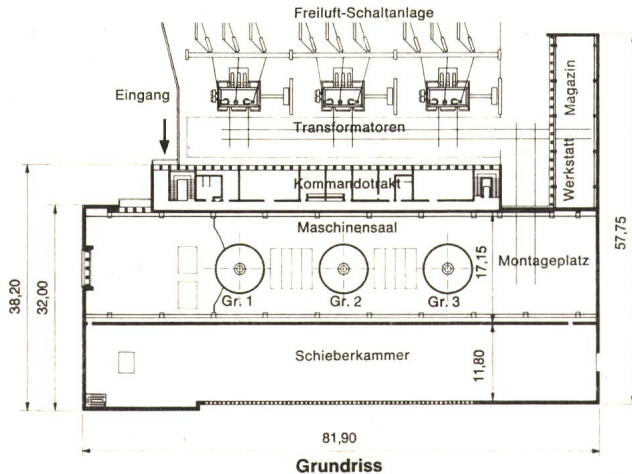 Freiluft-Schaltanlage
Eingang
Transformatoren
Magazin
Werkstatt
Kommandotrakt
Maschinensaal
Montageplatz
Gr. 1
Gr. 2
Gr. 3
17,15
38,20
32,00
57,75
Schieberkammer
11,80
81,90
Grundriss